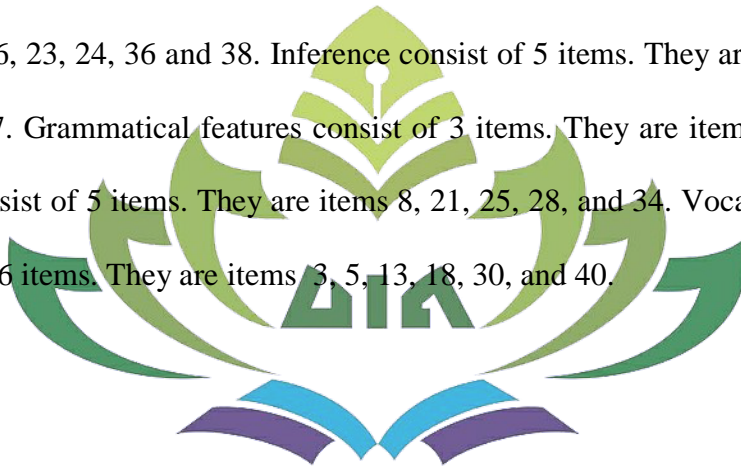 6, 23, 24, 36 and 38. Inference consist of 5 items. They ar
7. Grammatical features consist of 3 items. They are item
sist of 5 items. They are items 8, 21, 25, 28, and 34. Voca
6 items. They are items 3, 5, 13, 18, 30, and 40.